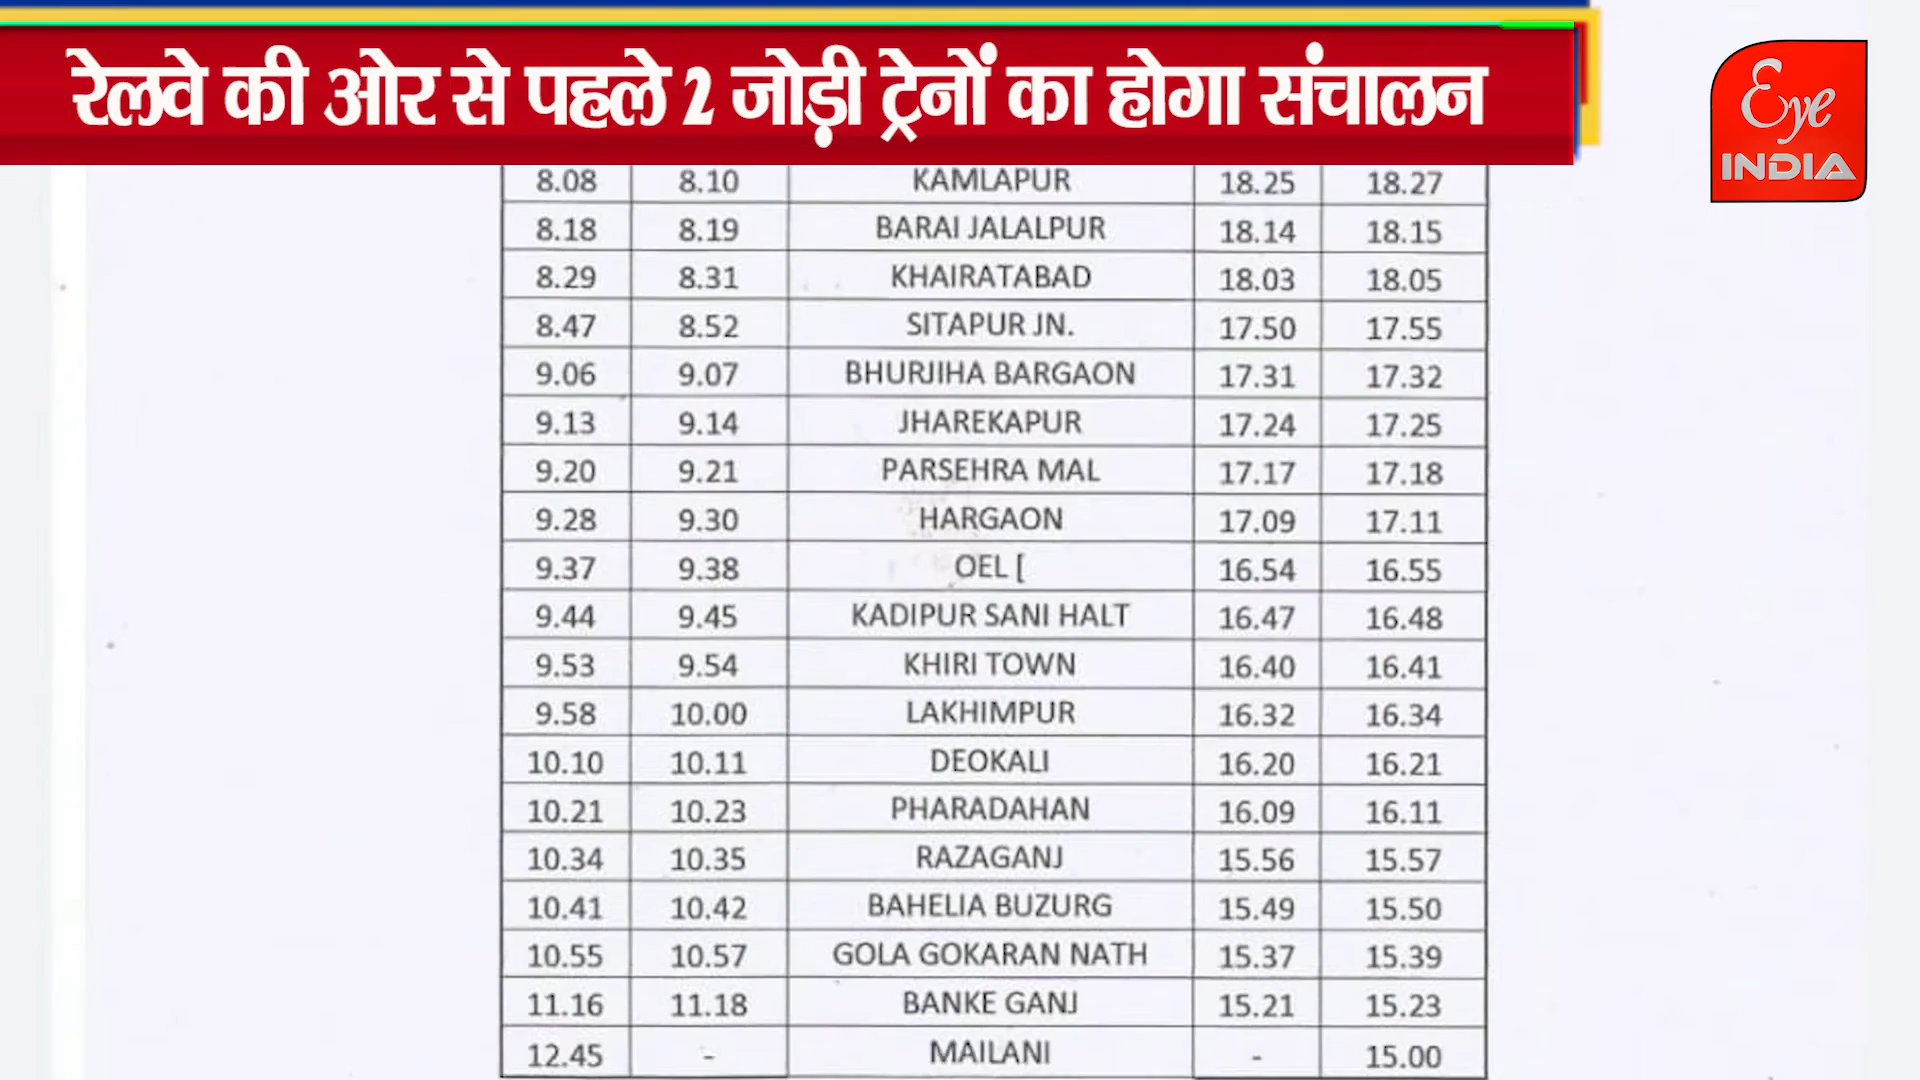 रेलवे की ओर से पहले 2 जोड़ी ट्रेनों का होगा संचालन
Eye
INDIA
8.08 8.10 KAMLAPUR 18.25 18.27
8.18 8.19 BARAI JALALPUR 18.14 18.15
8.29 8.31 KHAIRATABAD 18.03 18.05
8.47 8.52 SITAPUR JN. 17.50 17.55
9.06 9.07 BHURJIHA BARGAON 17.31 17.32
9.13 9.14 JHAREKAPUR 17.24 17.25
9.20 9.21 PARSEHRA MAL 17.17 17.18
9.28 9.30 HARGAON 17.09 17.11
9.37 9.38 OEL [ 16.54 16.55
9.44 9.45 KADIPUR SANI HALT 16.47 16.48
9.53 9.54 KHIRI TOWN 16.40 16.41
9.58 10.00 LAKHIMPUR 16.32 16.34
10.10 10.11 DEOKALI 16.20 16.21
10.21 10.23 PHARADAHAN 16.09 16.11
10.34 10.35 RAZAGANJ 15.56 15.57
10.41 10.42 BAHELIA BUZURG 15.49 15.50
10.55 10.57 GOLA GOKARAN NATH 15.37 15.39
11.16 11.18 BANKE GANJ 15.21 15.23
12.45 - MAILANI - 15.00